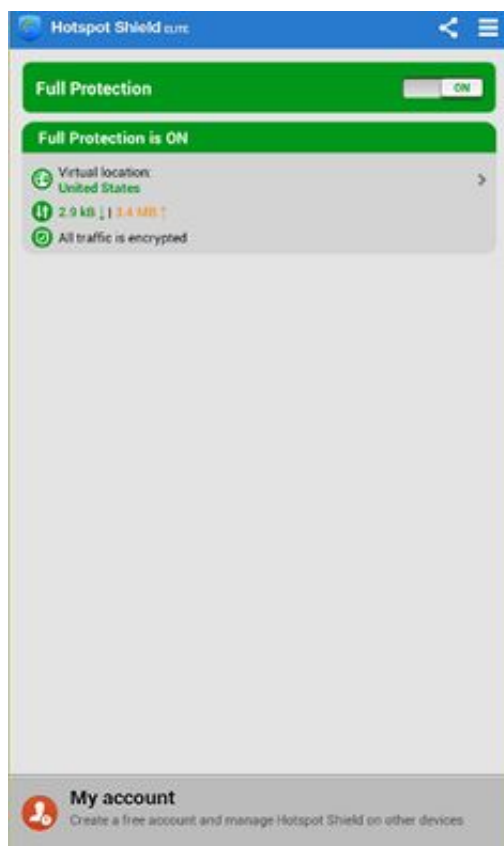 Hotspot Shield ELITE
Full Protection
ON
Full Protection is ON
Virtual location:
United States
2.9 kB ↓ | 3.4 MB ↑
All traffic is encrypted
My account
Create a free account and manage Hotspot Shield on other devices